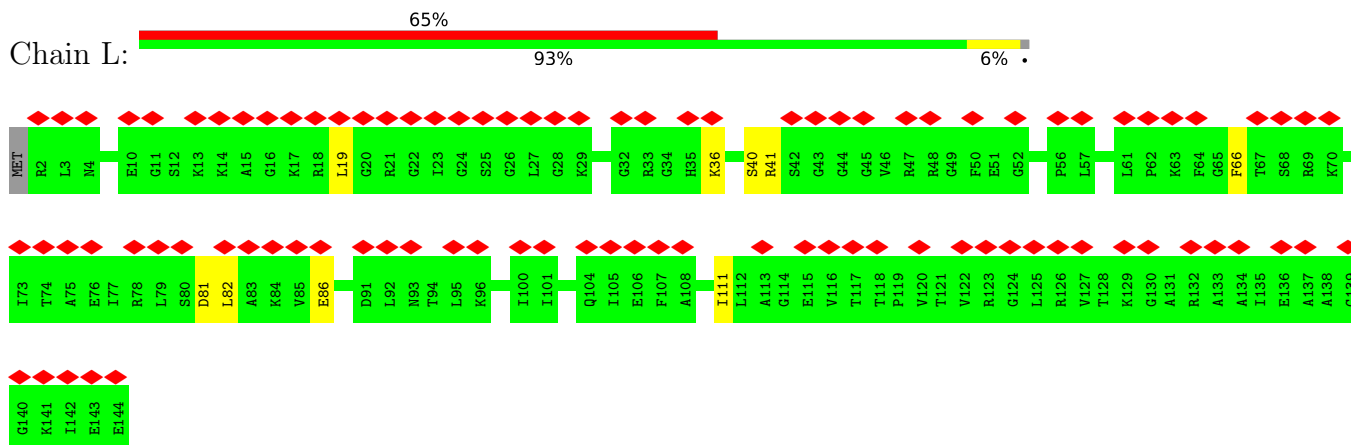 65%
Chain L:
93% 6% •
MET R2 L3 N4 E10 G11 S12 K13 K14 A15 G16 K17 R18 L19 G20 R21 G22 I23 G24 S25 G26 L27 G28 K29 G32 R33 G34 H35 K36 S40 R41 S42 G43 G44 G45 V46 R47 R48 G49 F50 E51 G52 P56 L57 L61 P62 K63 F64 G65 F66 T67 S68 R69 K70
I73 T74 A75 E76 I77 R78 L79 S80 D81 L82 A83 K84 V85 E86 D91 L92 N93 T94 L95 K96 I100 I101 Q104 I105 E106 F107 A108 I111 L112 A113 G114 E115 V116 T117 T118 P119 V120 T121 V122 R123 G124 L125 R126 V127 T128 K129 G130 A131 R132 A133 A134 I135 E136 A137 A138 G139
G140 K141 I142 E143 E144